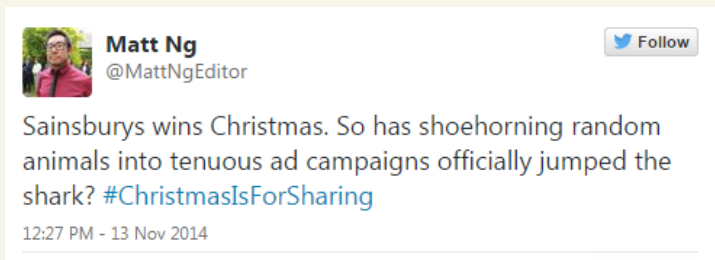 Matt Ng
Follow
@MattNgEditor
Sainsburys wins Christmas. So has shoehorning random
animals into tenuous ad campaigns officially jumped the
shark? #ChristmasIsForSharing
12:27 PM - 13 Nov 2014